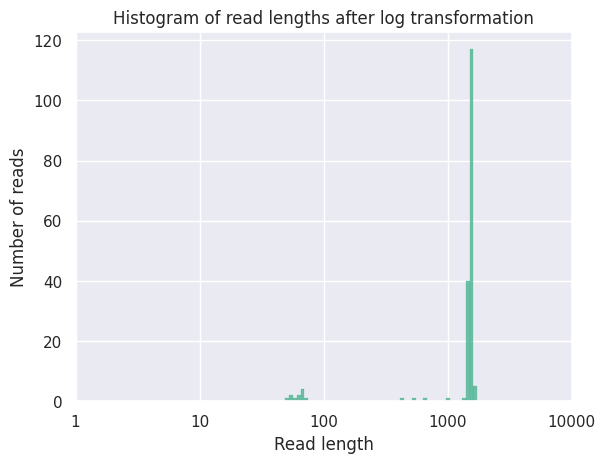 Histogram of read lengths after log transformation
120
100
80
60
40
20
0
Number of reads
1 10 100 1000 10000
Read length